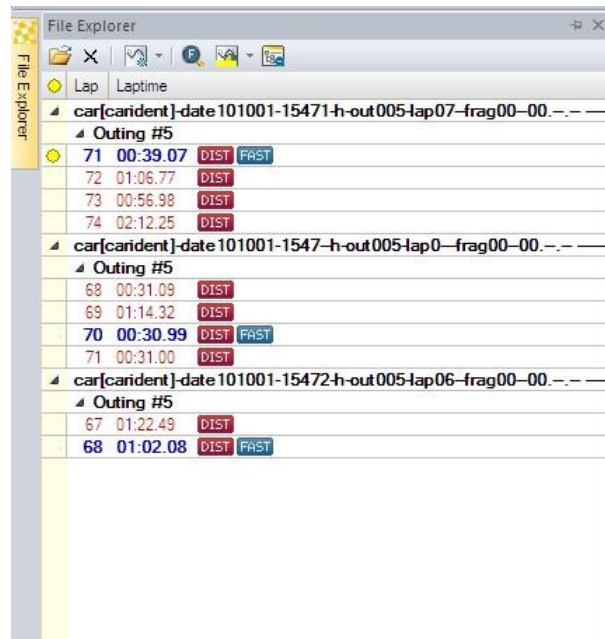 File Explorer
File Explorer
Lap Laptime
car[carident]-date101001-15471-h-out005-lap07--frag00--00.--.--
Outing #5
71 00:39.07 DIST FAST
72 01:06.77 DIST
73 00:56.98 DIST
74 02:12.25 DIST
car[carident]-date101001-1547--h-out005-lap0---frag00--00.--.--
Outing #5
68 00:31.09 DIST
69 01:14.32 DIST
70 00:30.99 DIST FAST
71 00:31.00 DIST
car[carident]-date101001-15472-h-out005-lap06--frag00--00.--.--
Outing #5
67 01:22.49 DIST
68 01:02.08 DIST FAST